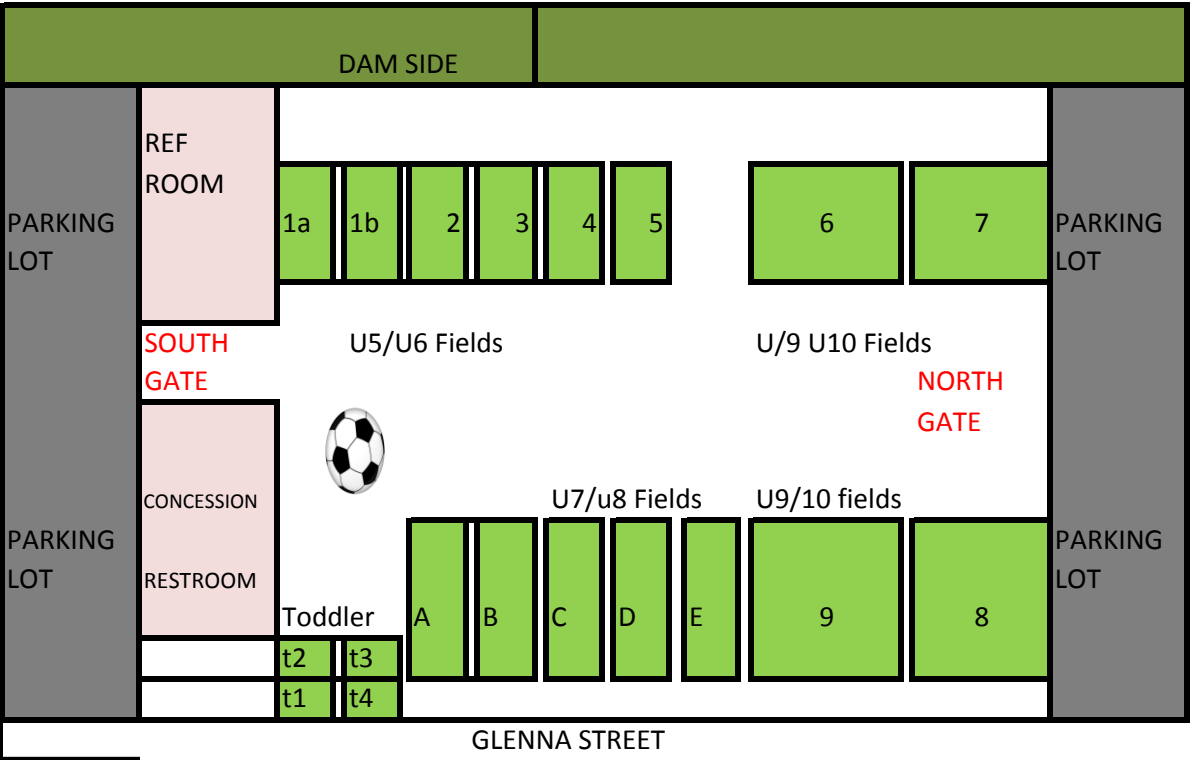 DAM SIDE
REF
ROOM
PARKING
LOT
1a 1b 2 3 4 5 6 7
PARKING
LOT
SOUTH
GATE
U5/U6 Fields
U/9 U10 Fields
NORTH
GATE
CONCESSION
U7/u8 Fields
U9/10 fields
PARKING
LOT
RESTROOM
PARKING
LOT
Toddler
A B C D E 9 8
t2 t3
t1 t4
GLENNA STREET